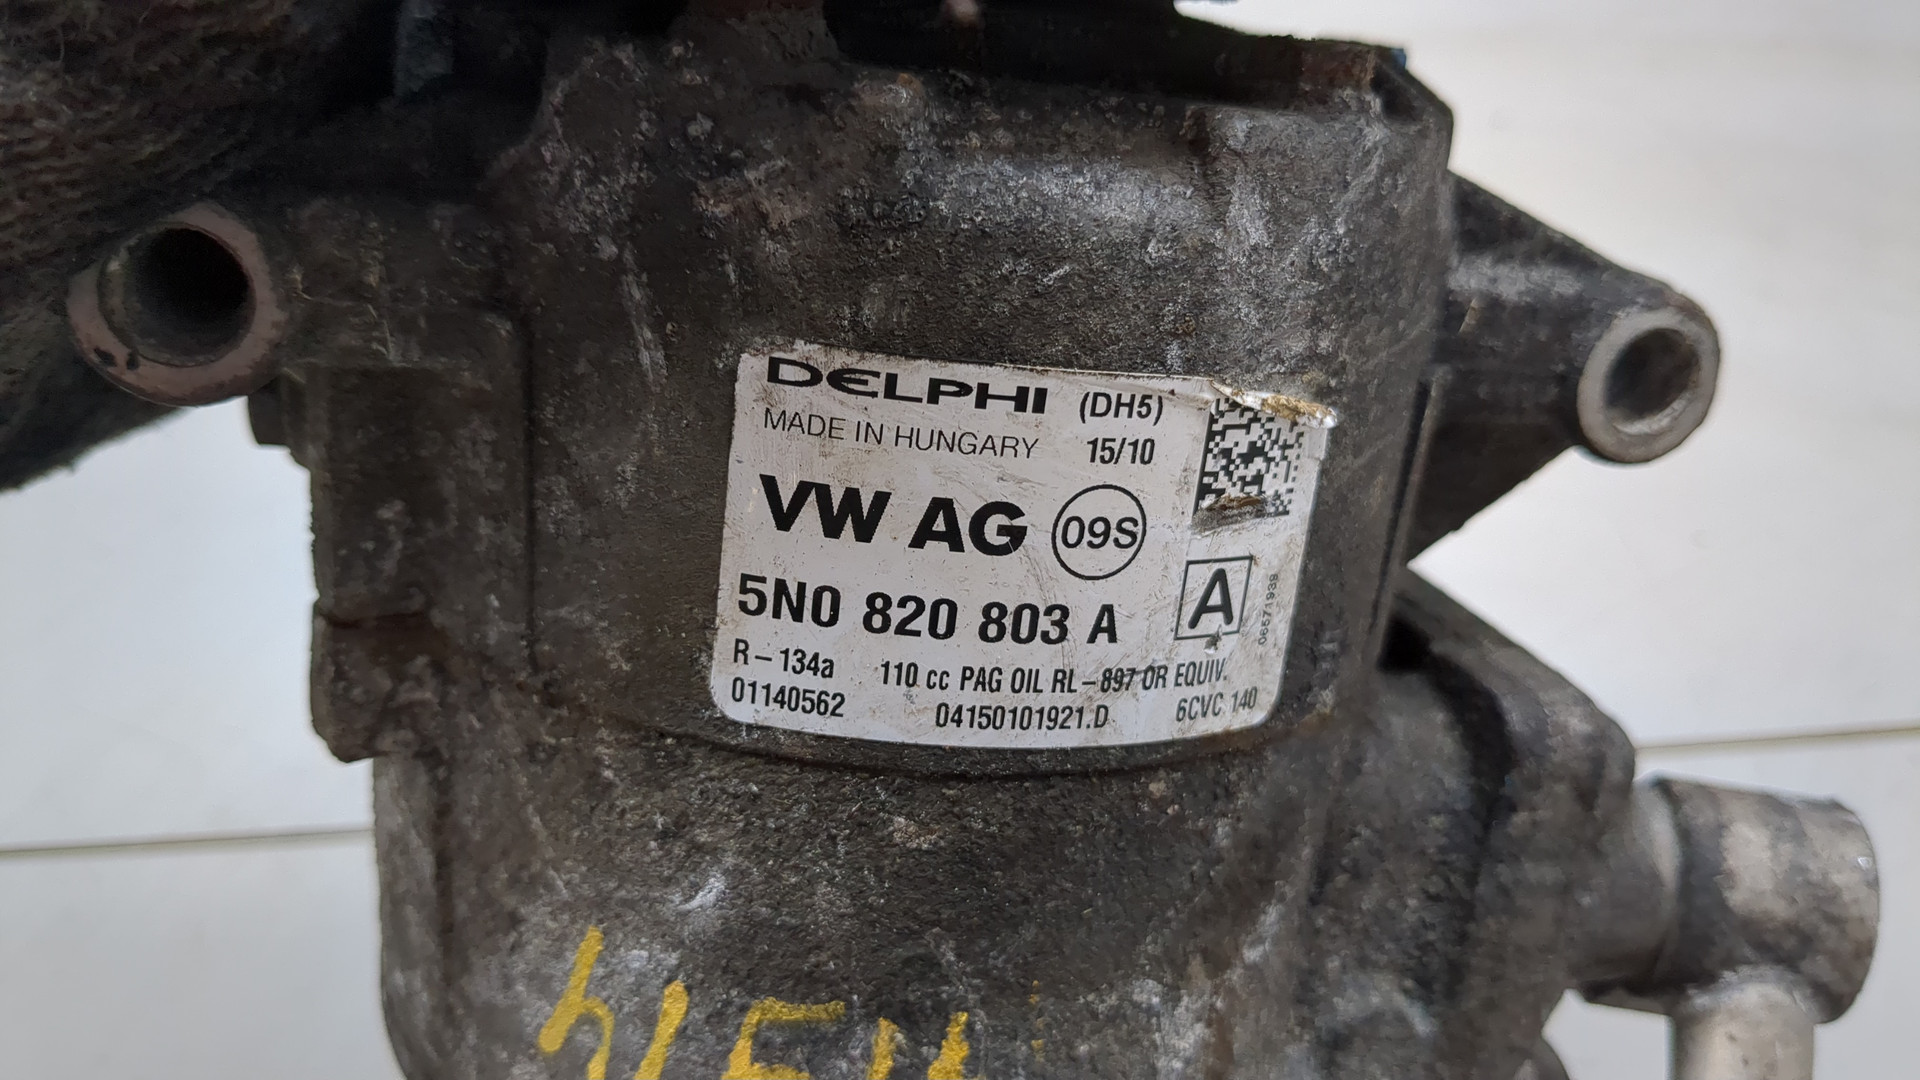 DELPHI (DH5)
MADE IN HUNGARY 15/10
VW AG 09S
5N0 820 803 A A
06571939
R-134a 110 cc PAG OIL RL-897 OR EQUIV.
01140562 04150101921.D 6CVC 140